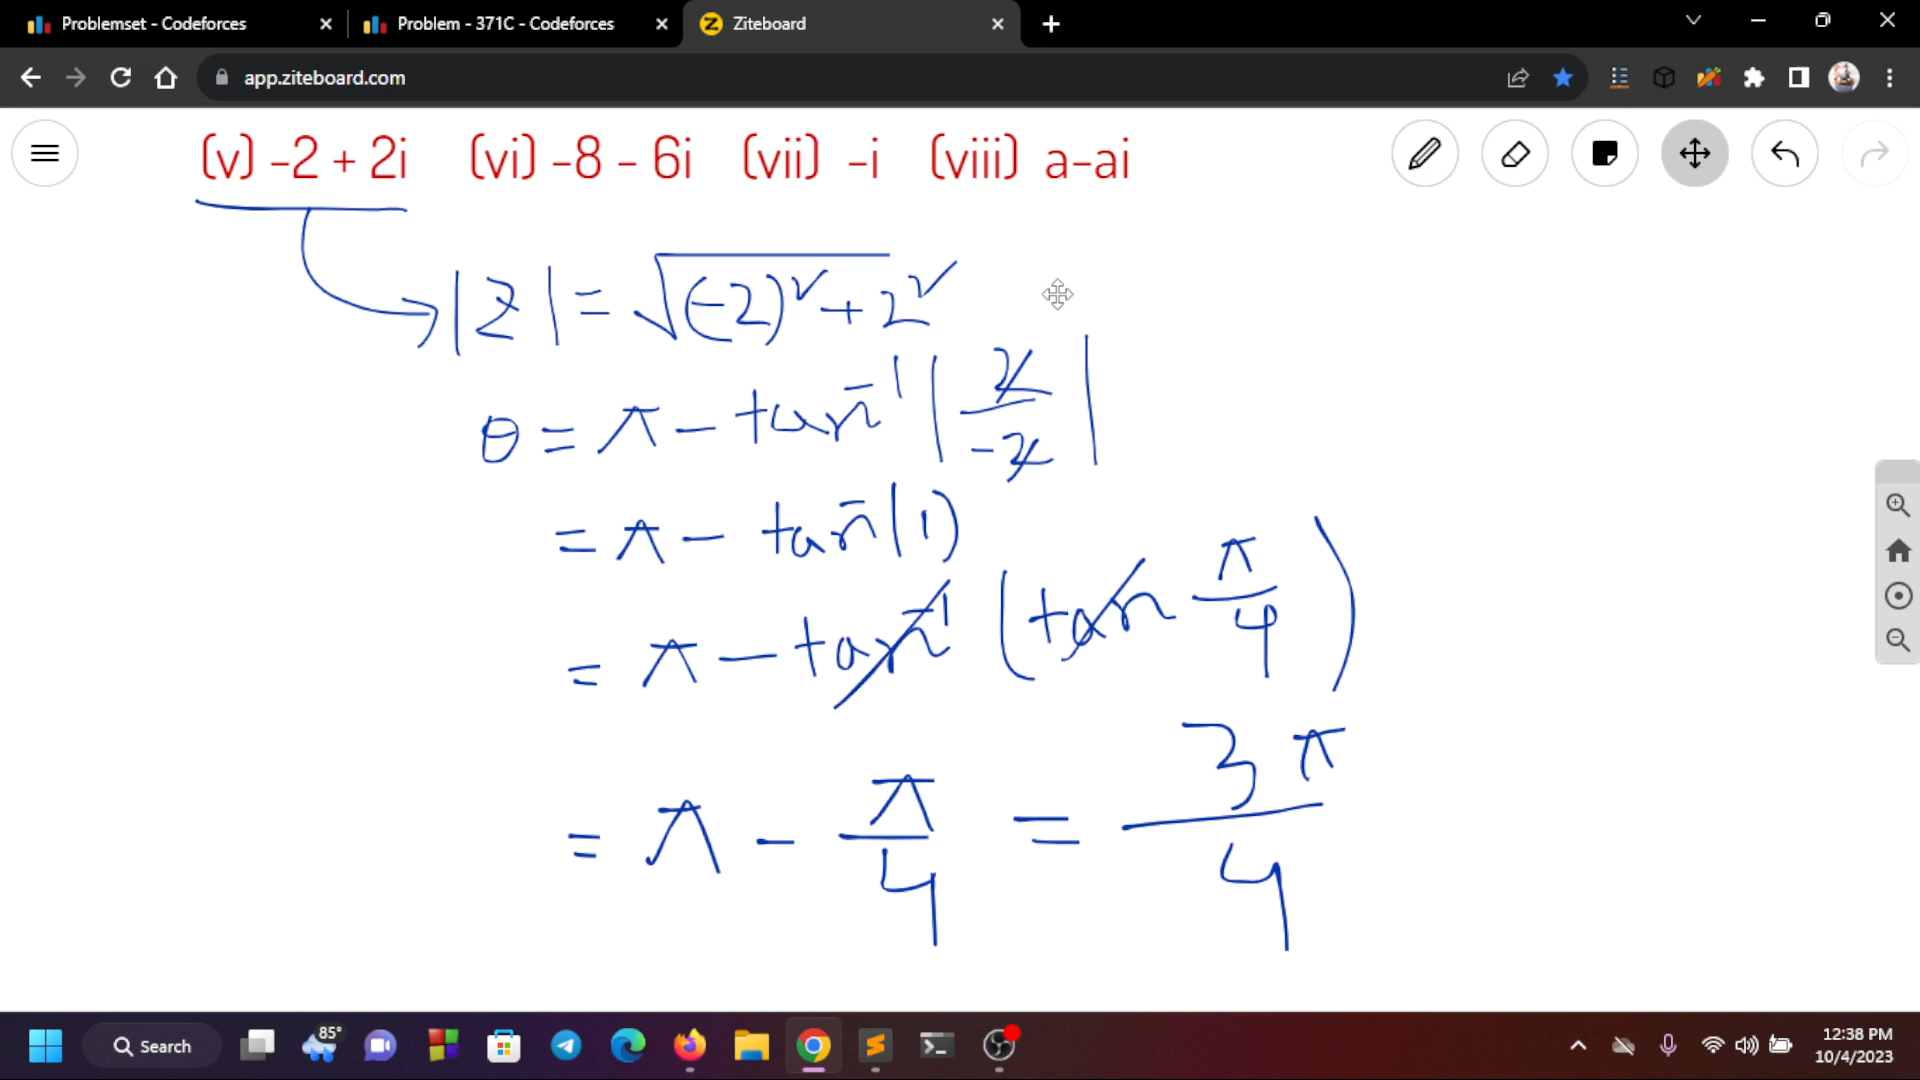 Problemset - Codeforces
Problem - 371C - Codeforces
Ziteboard
app.ziteboard.com
(v) -2 + 2i (vi) -8 - 6i (vii) -i (viii) a-ai
|Z| = √(-2)² + 2²
θ = π - tan⁻¹ |2/-2|
= π - tan⁻¹(1)
= π - tan⁻¹ (tan π/4)
= π - π/4 = 3π/4
85°
Search
12:38 PM
10/4/2023